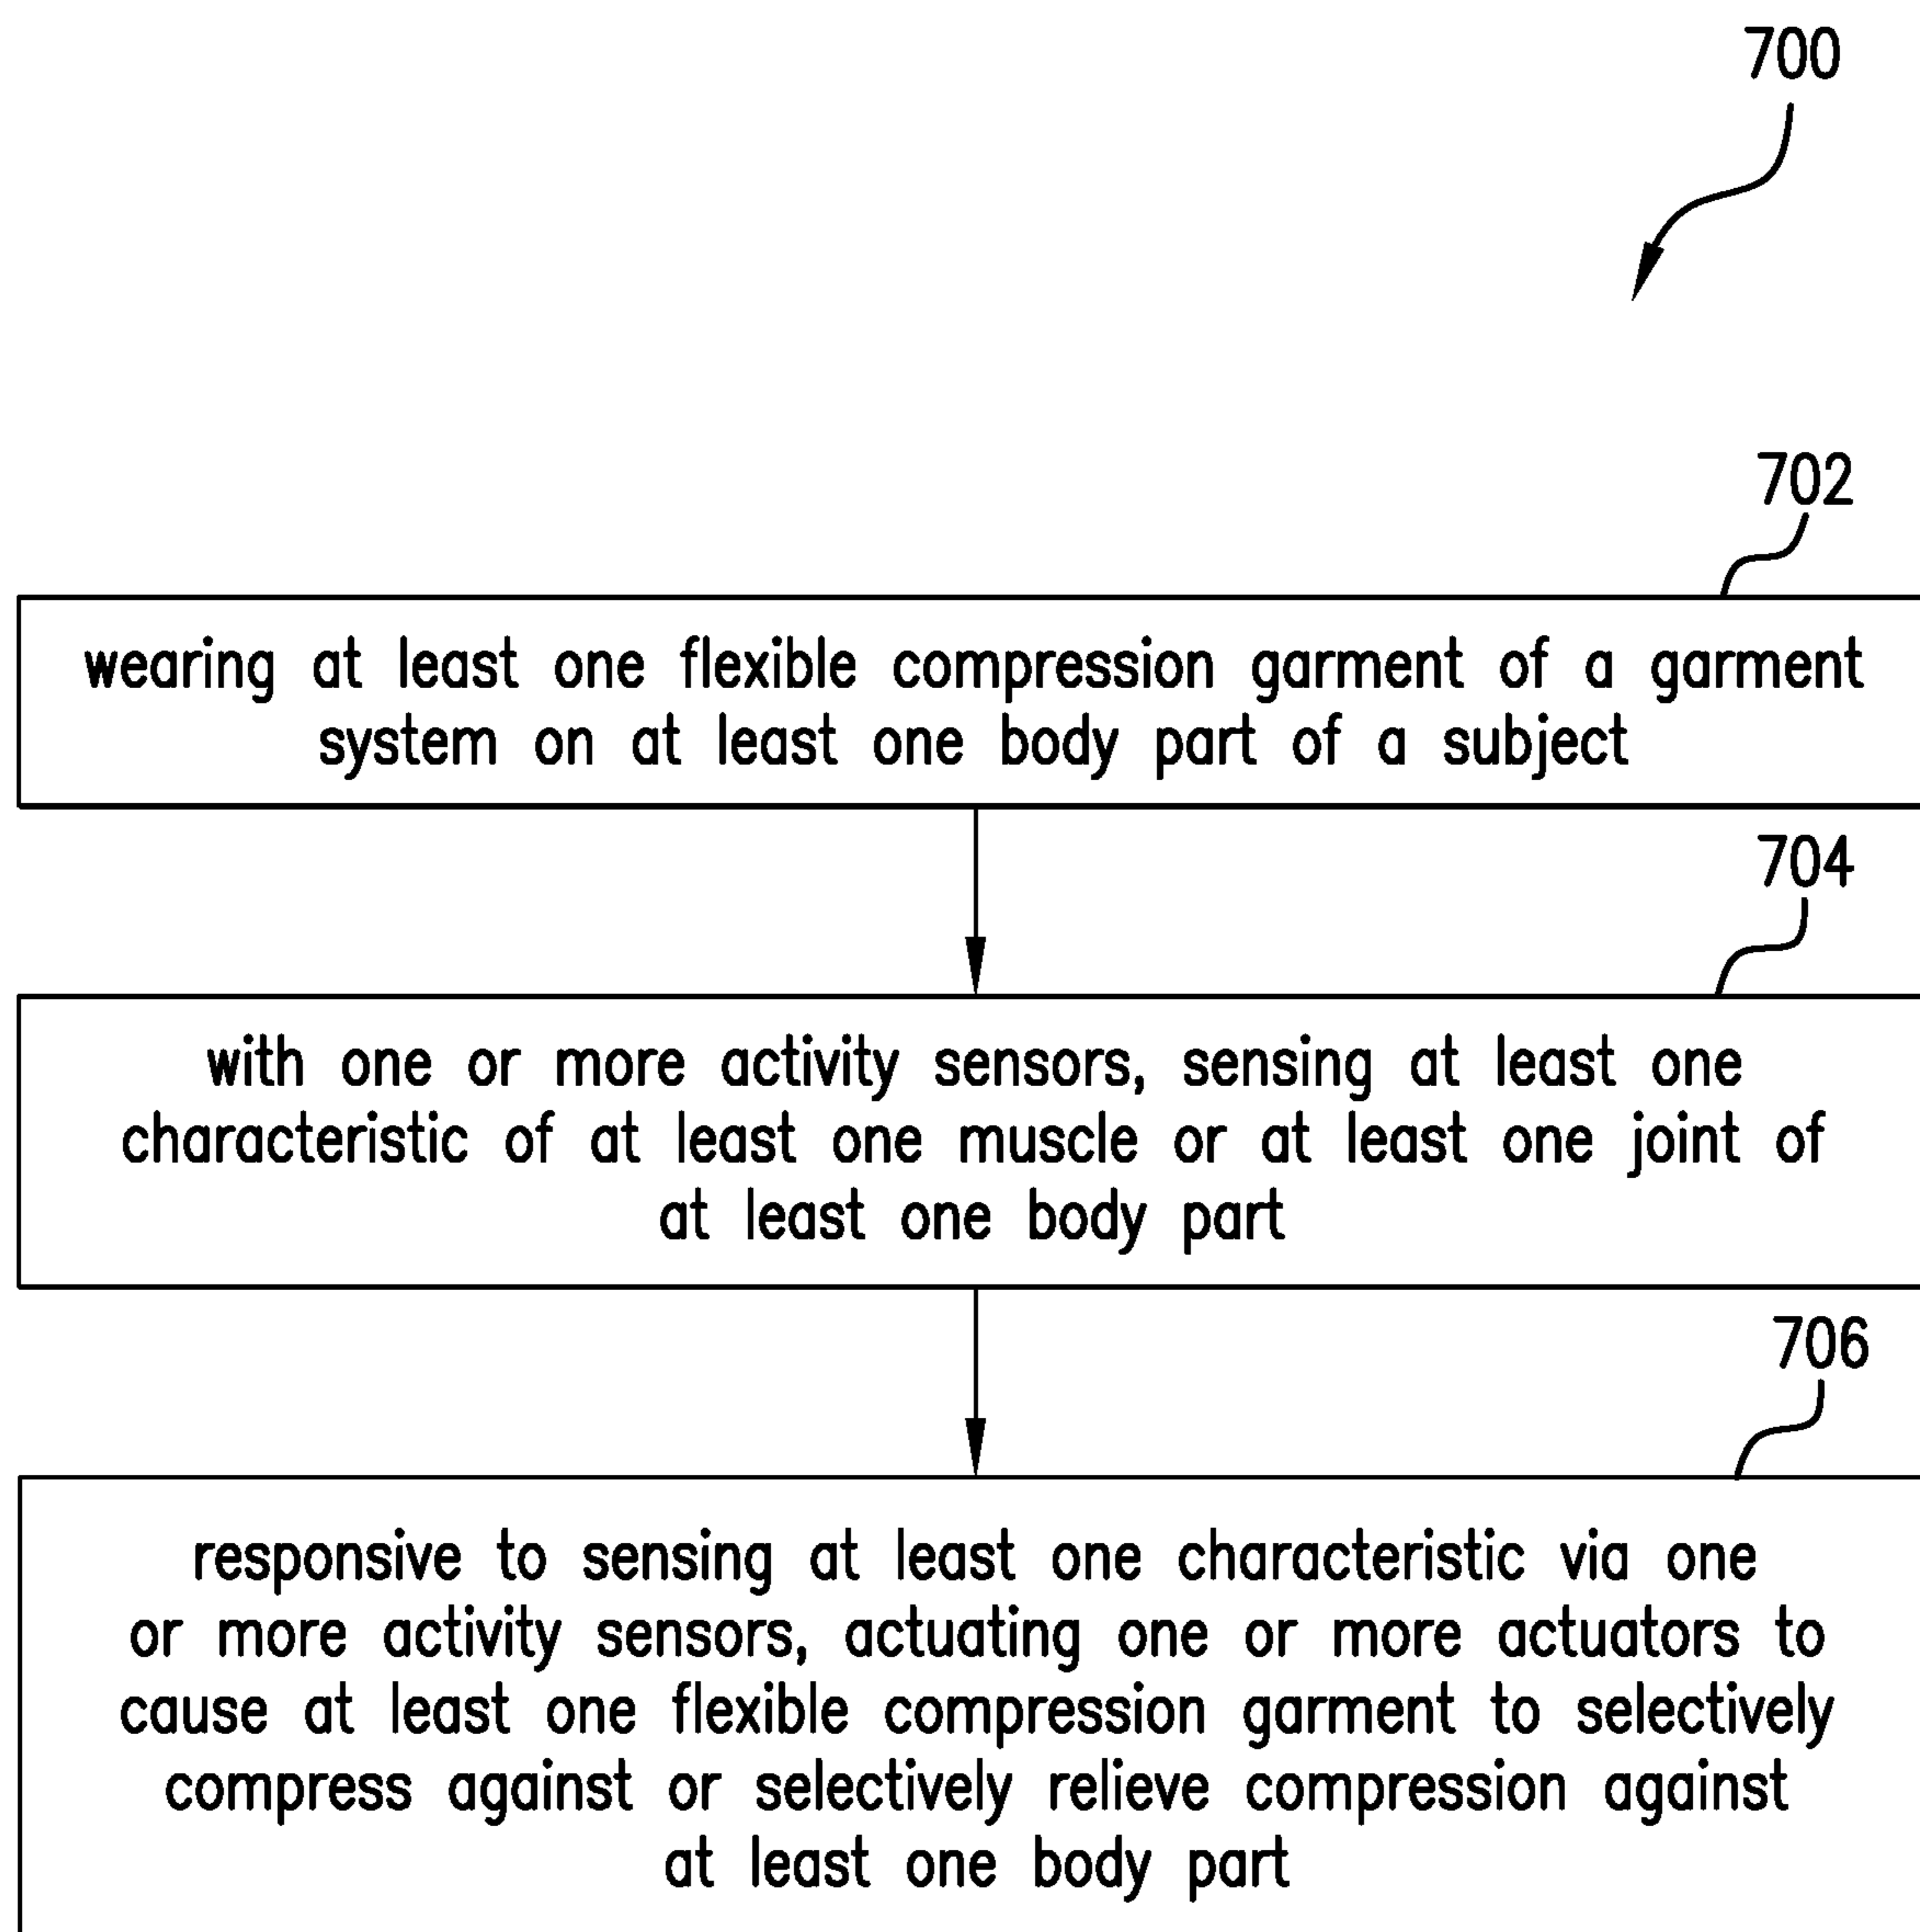 700
702
wearing at least one flexible compression garment of a garment
system on at least one body part of a subject
704
with one or more activity sensors, sensing at least one
characteristic of at least one muscle or at least one joint of
at least one body part
706
responsive to sensing at least one characteristic via one
or more activity sensors, actuating one or more actuators to
cause at least one flexible compression garment to selectively
compress against or selectively relieve compression against
at least one body part